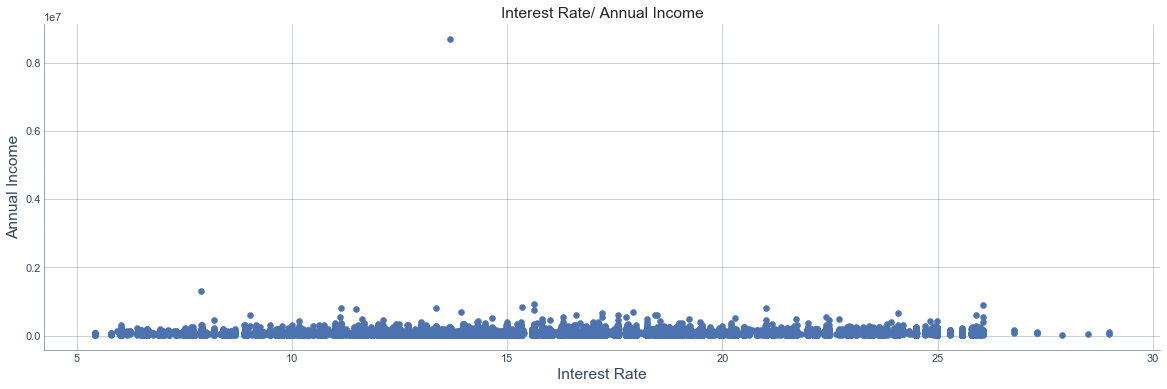 Interest Rate/ Annual Income
1e7
0.8
0.6
0.4
0.2
0.0
Annual Income
5 10 15 20 25 30
Interest Rate